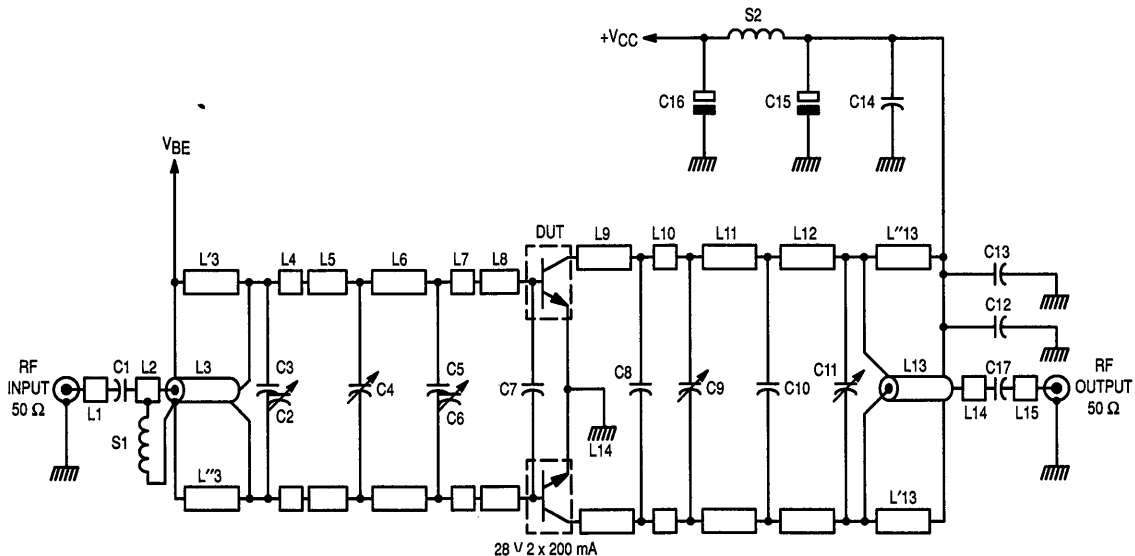 S2
+VCC
C16
C15
C14
VBE
DUT
L'3
L4
L5
L6
L7
L8
L9
L10
L11
L12
L''13
C13
C12
RF
INPUT
50 Ω
L1
C1
L2
L3
S1
C3
C2
C4
C5
C6
C7
C8
C9
C10
C11
L13
C17
L14
L15
RF
OUTPUT
50 Ω
L14
L''3
L'13
28 V 2 x 200 mA